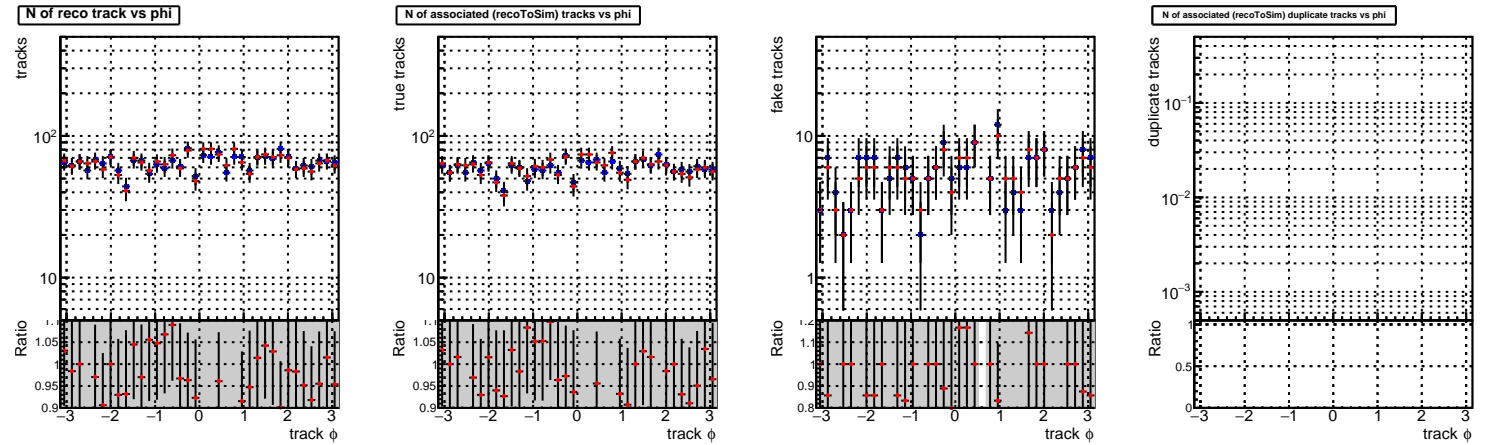 N of reco track vs phi
tracks
10²
10
Ratio
1.1
1.05
1
0.95
0.9
−3 −2 −1 0 1 2 3
track ϕ
N of associated (recoToSim) tracks vs phi
true tracks
10²
10
Ratio
1.1
1.05
1
0.95
0.9
−3 −2 −1 0 1 2 3
track ϕ
fake tracks
10
1
Ratio
1.2
1.1
1
0.9
0.8
−3 −2 −1 0 1 2 3
track ϕ
N of associated (recoToSim) duplicate tracks vs phi
duplicate tracks
10⁻¹
10⁻²
10⁻³
Ratio
1
0.5
0
−3 −2 −1 0 1 2 3
track ϕ